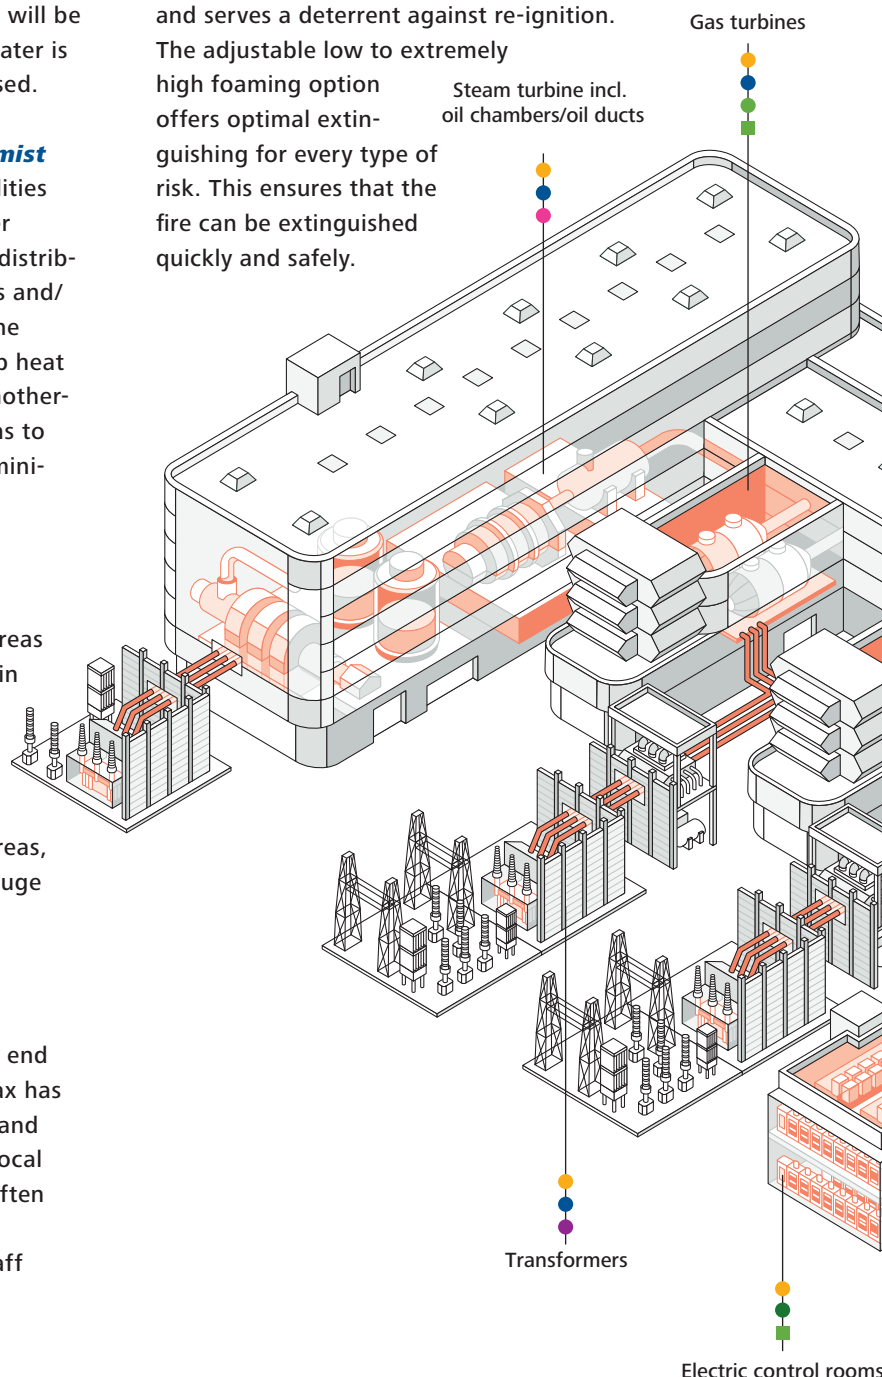 will be
ater is
sed.
mist
lities
er
distrib-
s and/
ne
o heat
nother-
ns to
mini-
reas
in
reas,
uge
end
ax has
and
ocal
ften
aff
and serves a deterrent against re-ignition.
The adjustable low to extremely
high foaming option
offers optimal extin-
guishing for every type of
risk. This ensures that the
fire can be extinguished
quickly and safely.
Steam turbine incl.
oil chambers/oil ducts
Gas turbines
Transformers
Electric control rooms